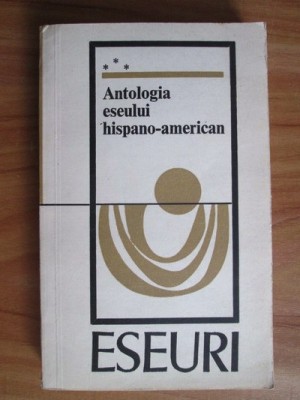 ***
Antologia
eseului
hispano-american
ESEURI